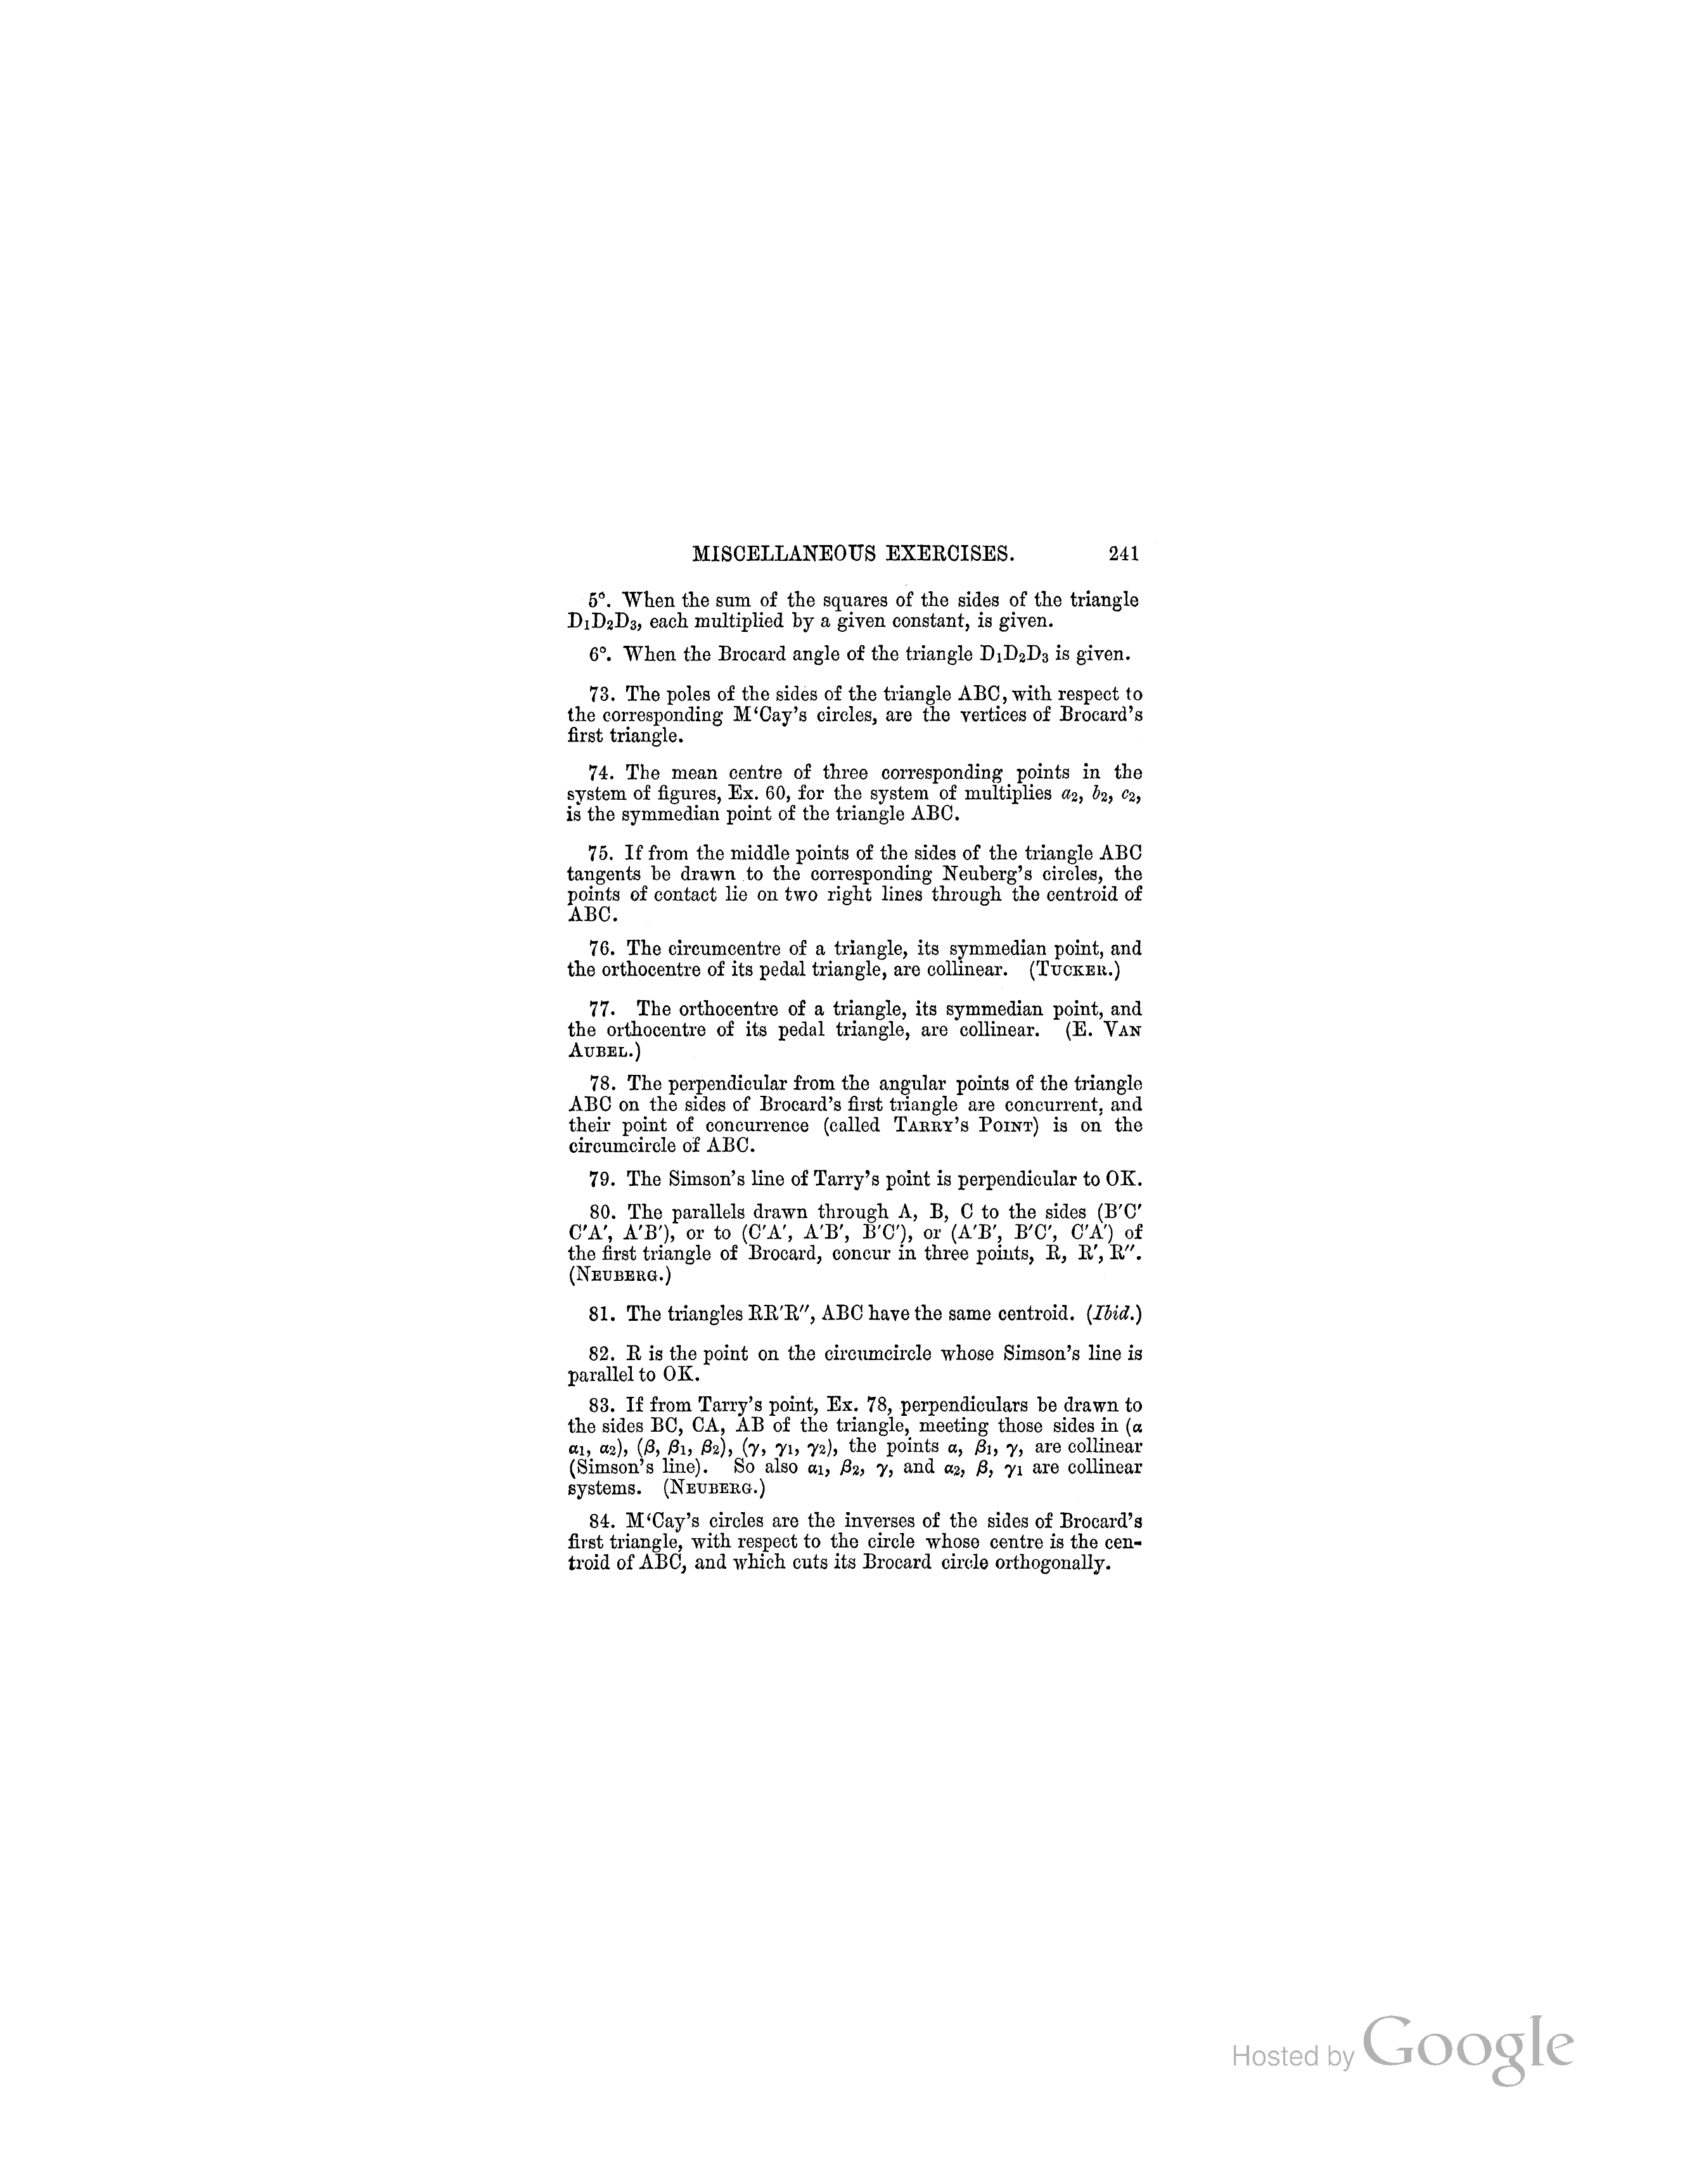 MISCELLANEOUS EXERCISES. 241
5°. When the sum of the squares of the sides of the triangle
D₁D₂D₃, each multiplied by a given constant, is given.
6°. When the Brocard angle of the triangle D₁D₂D₃ is given.
73. The poles of the sides of the triangle ABC, with respect to
the corresponding M‘Cay’s circles, are the vertices of Brocard’s
first triangle.
74. The mean centre of three corresponding points in the
system of figures, Ex. 60, for the system of multiplies a₂, b₂, c₂,
is the symmedian point of the triangle ABC.
75. If from the middle points of the sides of the triangle ABC
tangents be drawn to the corresponding Neuberg’s circles, the
points of contact lie on two right lines through the centroid of
ABC.
76. The circumcentre of a triangle, its symmedian point, and
the orthocentre of its pedal triangle, are collinear. (TUCKER.)
77. The orthocentre of a triangle, its symmedian point, and
the orthocentre of its pedal triangle, are collinear. (E. VAN
AUBEL.)
78. The perpendicular from the angular points of the triangle
ABC on the sides of Brocard’s first triangle are concurrent, and
their point of concurrence (called TARRY’S POINT) is on the
circumcircle of ABC.
79. The Simson’s line of Tarry’s point is perpendicular to OK.
80. The parallels drawn through A, B, C to the sides (B′C′
C′A′, A′B′), or to (C′A′, A′B′, B′C′), or (A′B′, B′C′, C′A′) of
the first triangle of Brocard, concur in three points, R, R′, R″.
(NEUBERG.)
81. The triangles RR′R″, ABC have the same centroid. (Ibid.)
82. R is the point on the circumcircle whose Simson’s line is
parallel to OK.
83. If from Tarry’s point, Ex. 78, perpendiculars be drawn to
the sides BC, CA, AB of the triangle, meeting those sides in (α
α₁, α₂), (β, β₁, β₂), (γ, γ₁, γ₂), the points α, β₁, γ, are collinear
(Simson’s line). So also α₁, β₂, γ, and α₂, β, γ₁ are collinear
systems. (NEUBERG.)
84. M‘Cay’s circles are the inverses of the sides of Brocard’s
first triangle, with respect to the circle whose centre is the cen-
troid of ABC, and which cuts its Brocard circle orthogonally.
Hosted by Google